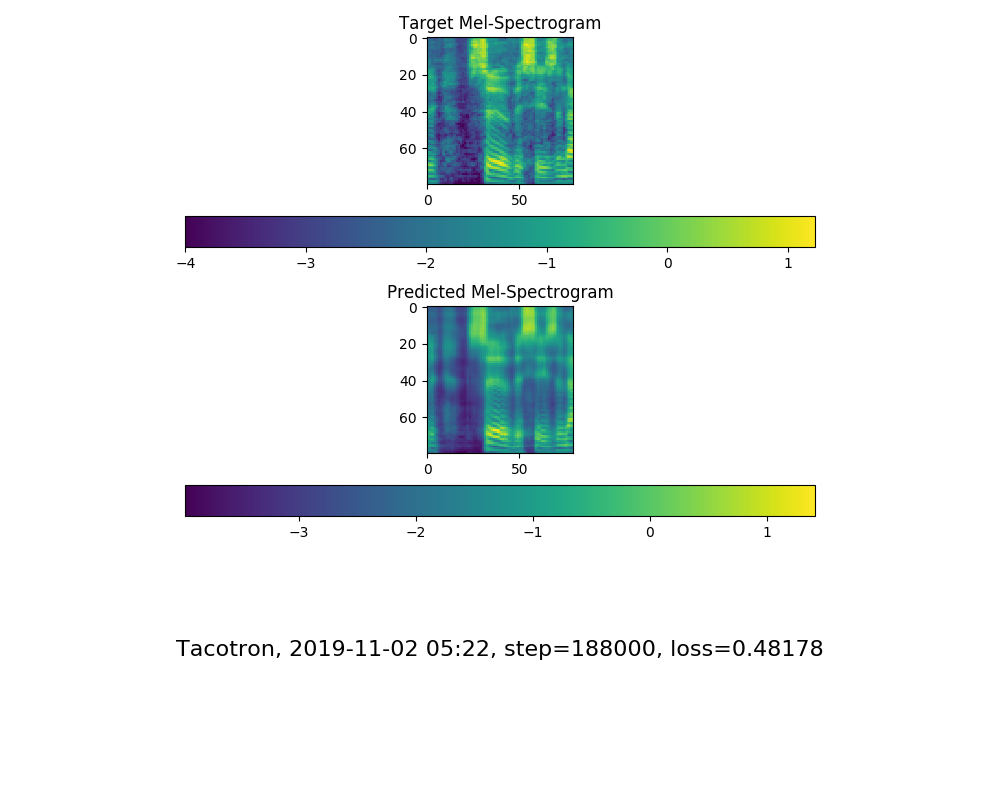 Target Mel-Spectrogram
0
20
40
60
0 50
−4 −3 −2 −1 0 1
Predicted Mel-Spectrogram
0
20
40
60
0 50
−3 −2 −1 0 1
Tacotron, 2019-11-02 05:22, step=188000, loss=0.48178